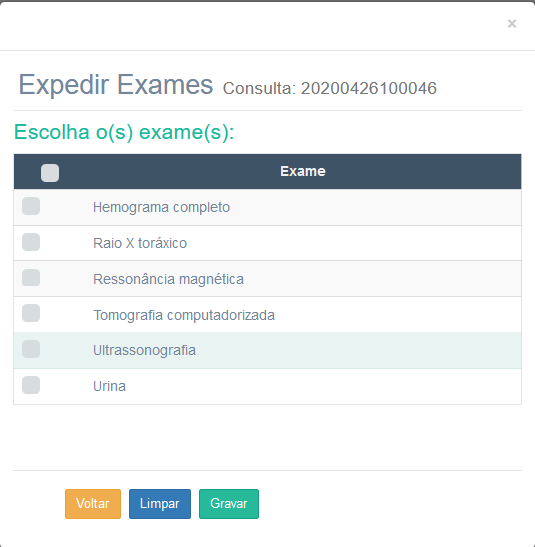 ×
Expedir Exames Consulta: 20200426100046
Escolha o(s) exame(s):
Exame
Hemograma completo
Raio X toráxico
Ressonância magnética
Tomografia computadorizada
Ultrassonografia
Urina
Voltar Limpar Gravar